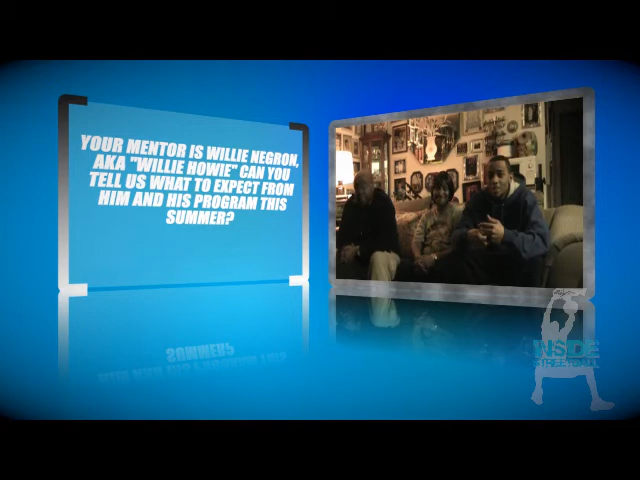 YOUR MENTOR IS WILLIE NEGRON,
AKA "WILLIE HOWIE" CAN YOU
TELL US WHAT TO EXPECT FROM
HIM AND HIS PROGRAM THIS
SUMMER?
INSIDE
STREETBALL